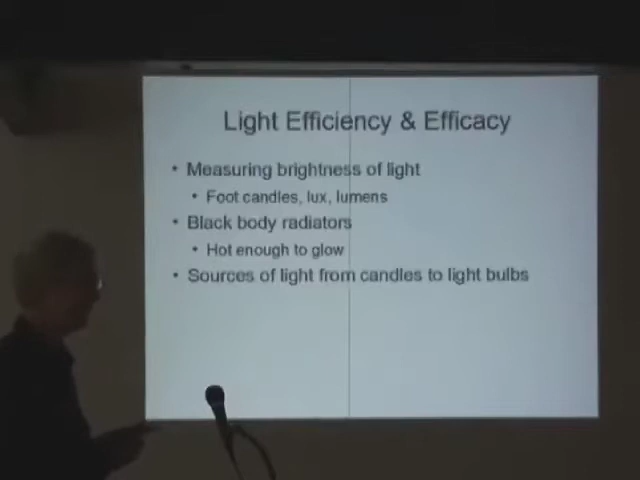 Light Efficiency & Efficacy
• Measuring brightness of light
• Foot candles, lux, lumens
• Black body radiators
• Hot enough to glow
• Sources of light from candles to light bulbs